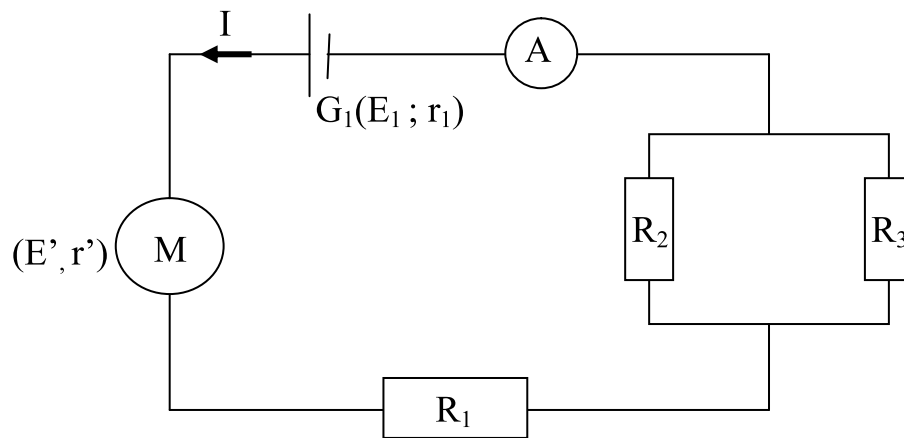 I
A
G₁(E₁ ; r₁)
(E’, r’)
M
R₂
R₃
R₁